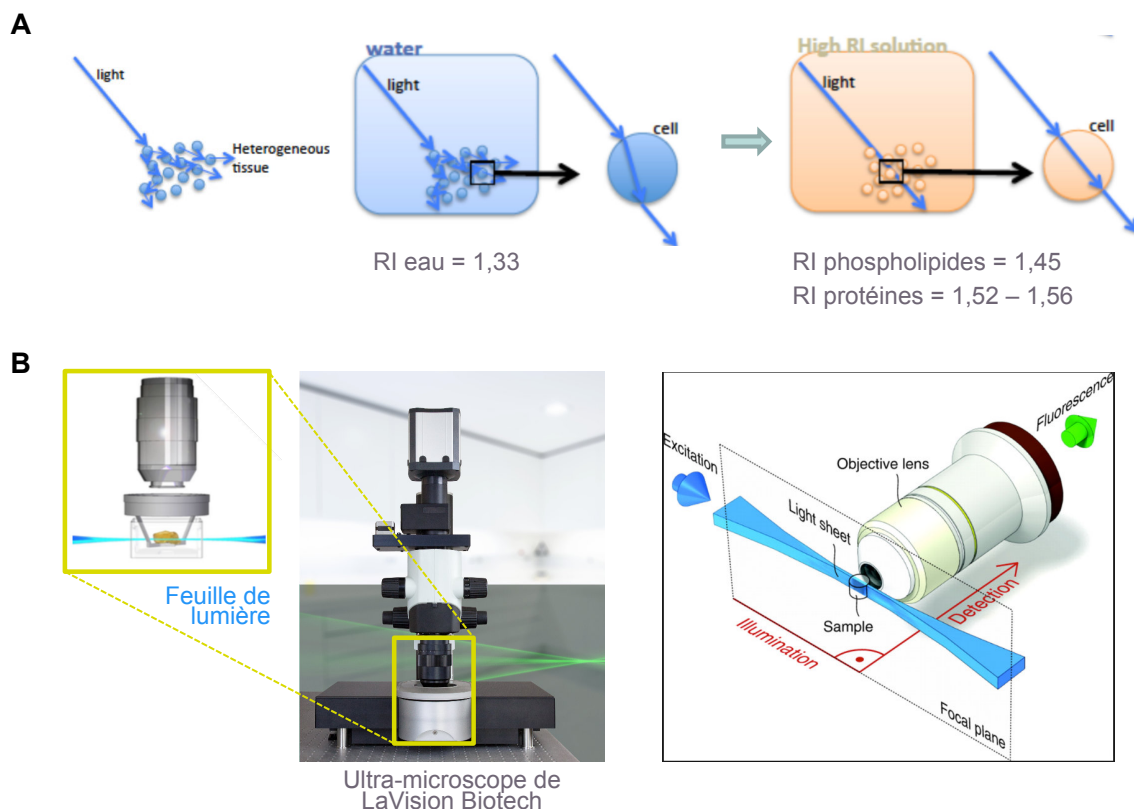 A
light
Heterogeneous
tissue
water
light
cell
RI eau = 1,33
High RI solution
light
cell
RI phospholipides = 1,45
RI protéines = 1,52 – 1,56
B
Feuille de
lumière
Ultra-microscope de
LaVision Biotech
Excitation
Fluorescence
Objective lens
Light sheet
Sample
Detection
Illumination
Focal plane